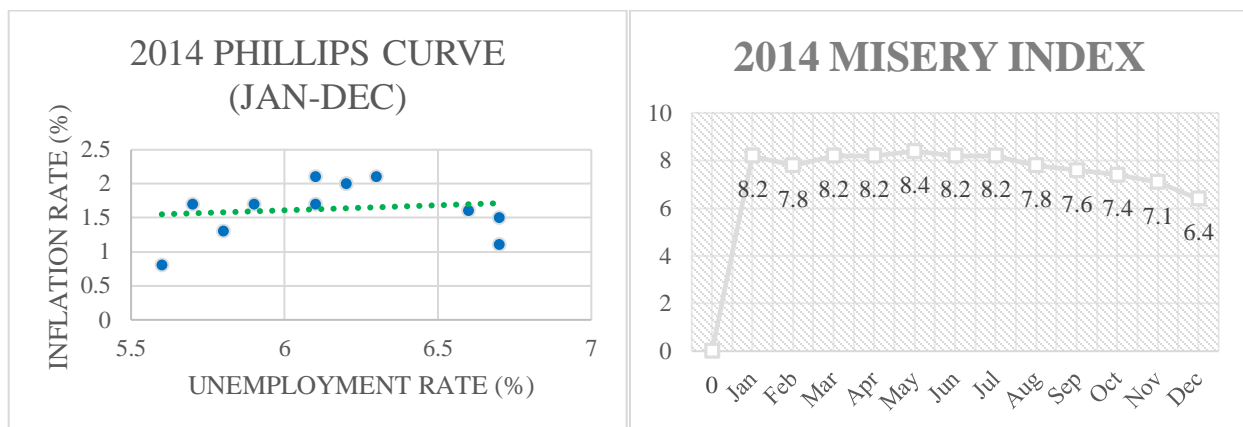 2014 PHILLIPS CURVE
(JAN-DEC)
INFLATION RATE (%)
2.5
2
1.5
1
0.5
0
5.5 6 6.5 7
UNEMPLOYMENT RATE (%)
2014 MISERY INDEX
10
8
6
4
2
0
8.2 7.8 8.2 8.2 8.4 8.2 8.2 7.8 7.6 7.4 7.1 6.4
0 Jan Feb Mar Apr May Jun Jul Aug Sep Oct Nov Dec